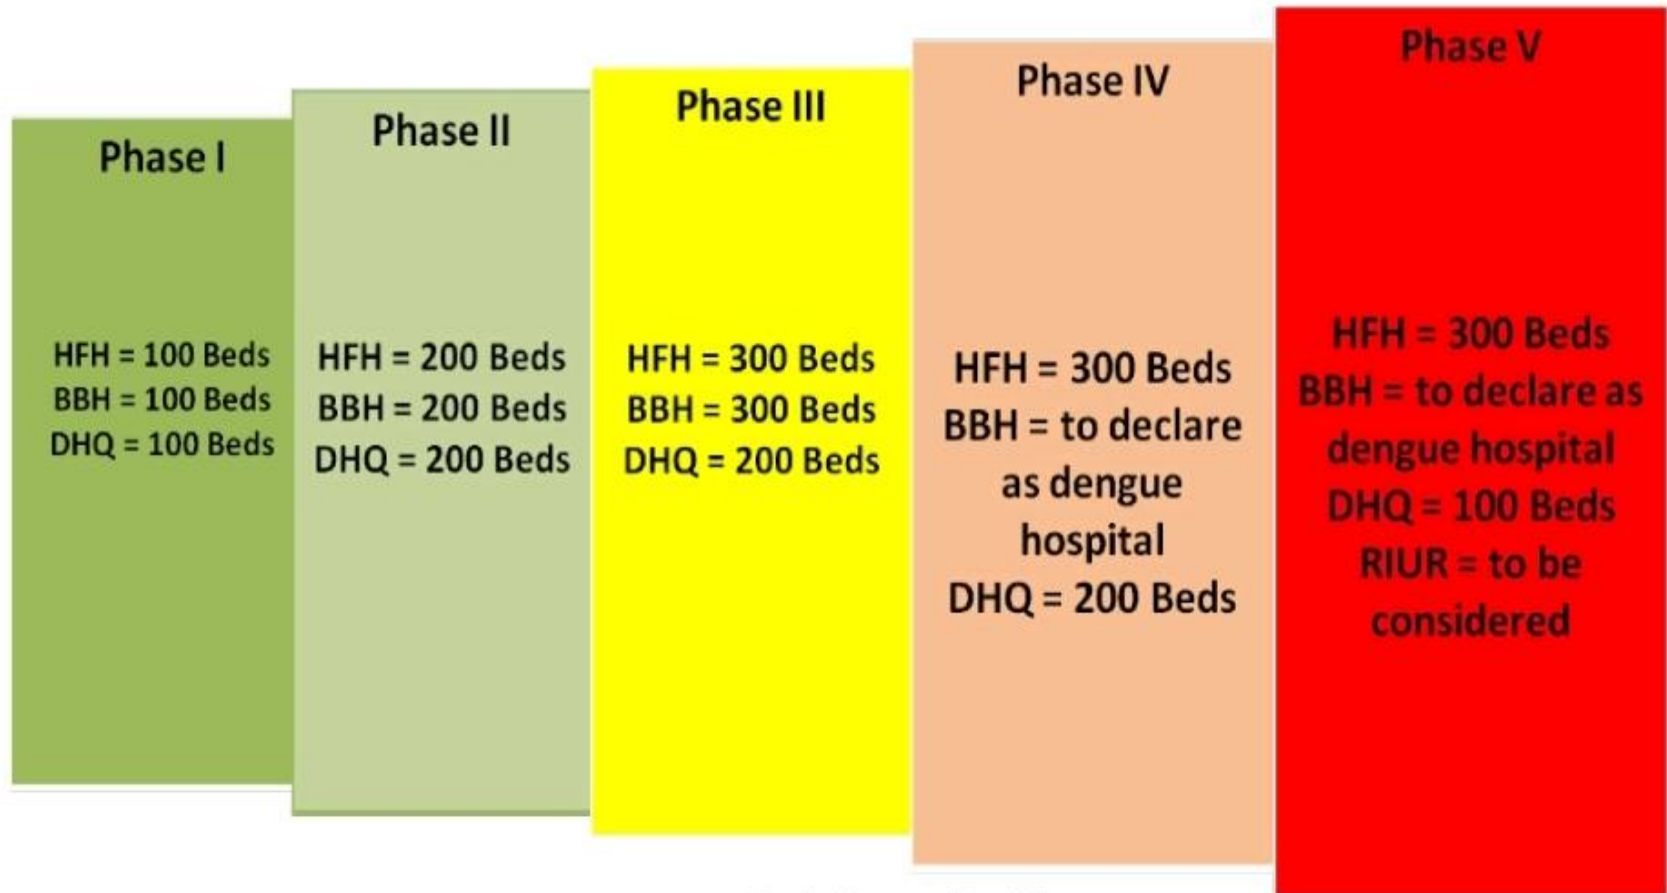 Phase I
HFH = 100 Beds
BBH = 100 Beds
DHQ = 100 Beds
Phase II
HFH = 200 Beds
BBH = 200 Beds
DHQ = 200 Beds
Phase III
HFH = 300 Beds
BBH = 300 Beds
DHQ = 200 Beds
Phase IV
HFH = 300 Beds
BBH = to declare
as dengue
hospital
DHQ = 200 Beds
Phase V
HFH = 300 Beds
BBH = to declare as
dengue hospital
DHQ = 100 Beds
RIUR = to be
considered